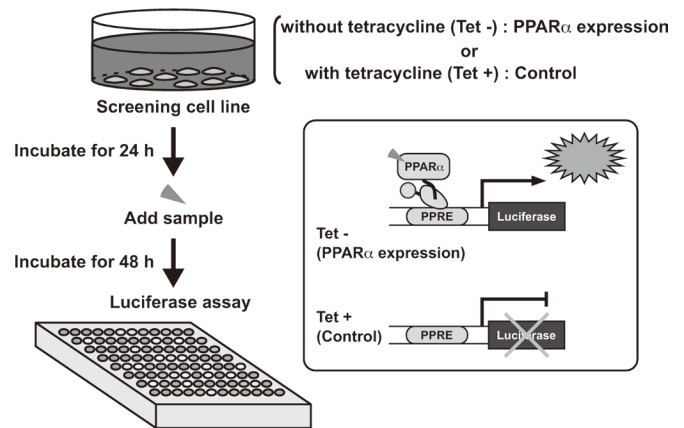 without tetracycline (Tet -) : PPARα expression
or
with tetracycline (Tet +) : Control
Screening cell line
Incubate for 24 h
Add sample
Incubate for 48 h
Luciferase assay
PPARα
PPRE
Luciferase
Tet -
(PPARα expression)
Tet +
(Control)
PPRE
Luciferase